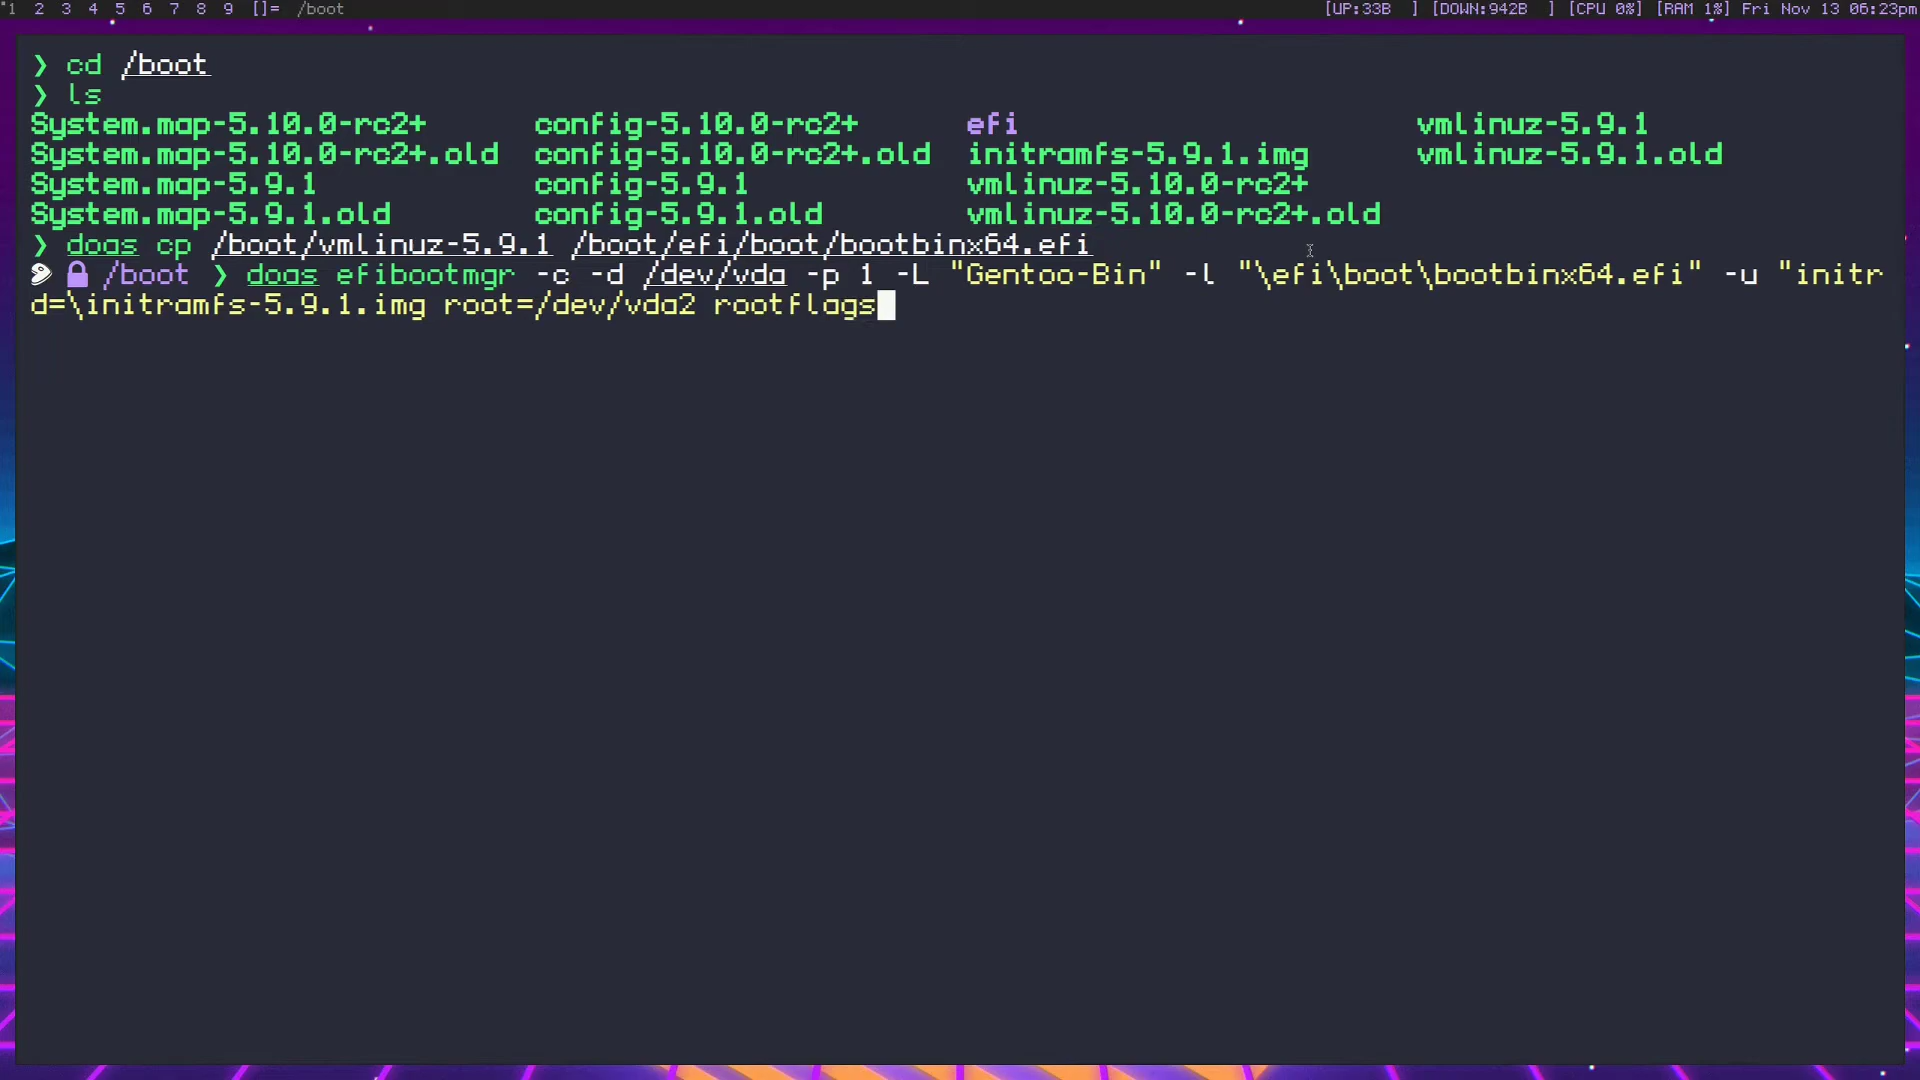 1 2 3 4 5 6 7 8 9 []= /boot [UP:33B ] [DOWN:942B ] [CPU 0%] [RAM 1%] Fri Nov 13 06:23pm
❯ cd /boot
❯ ls
System.map-5.10.0-rc2+ config-5.10.0-rc2+ efi vmlinuz-5.9.1
System.map-5.10.0-rc2+.old config-5.10.0-rc2+.old initramfs-5.9.1.img vmlinuz-5.9.1.old
System.map-5.9.1 config-5.9.1 vmlinuz-5.10.0-rc2+
System.map-5.9.1.old config-5.9.1.old vmlinuz-5.10.0-rc2+.old
❯ doas cp /boot/vmlinuz-5.9.1 /boot/efi/boot/bootbinx64.efi
/boot ❯ doas efibootmgr -c -d /dev/vda -p 1 -L "Gentoo-Bin" -l "\efi\boot\bootbinx64.efi" -u "initr
d=\initramfs-5.9.1.img root=/dev/vda2 rootflags